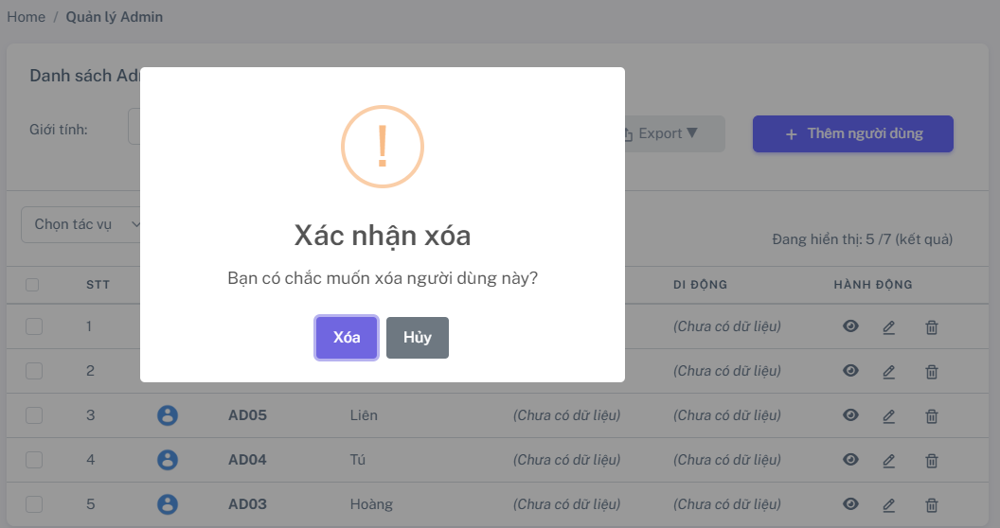 Home / Quản lý Admin
Danh sách Adm
Giới tính:
Export ▼
+ Thêm người dùng
!
Xác nhận xóa
Bạn có chắc muốn xóa người dùng này?
Xóa Hủy
Chọn tác vụ
Đang hiển thị: 5 /7 (kết quả)
STT DI ĐỘNG HÀNH ĐỘNG
1 (Chưa có dữ liệu)
2 (Chưa có dữ liệu)
3 AD05 Liên (Chưa có dữ liệu) (Chưa có dữ liệu)
4 AD04 Tú (Chưa có dữ liệu) (Chưa có dữ liệu)
5 AD03 Hoàng (Chưa có dữ liệu) (Chưa có dữ liệu)